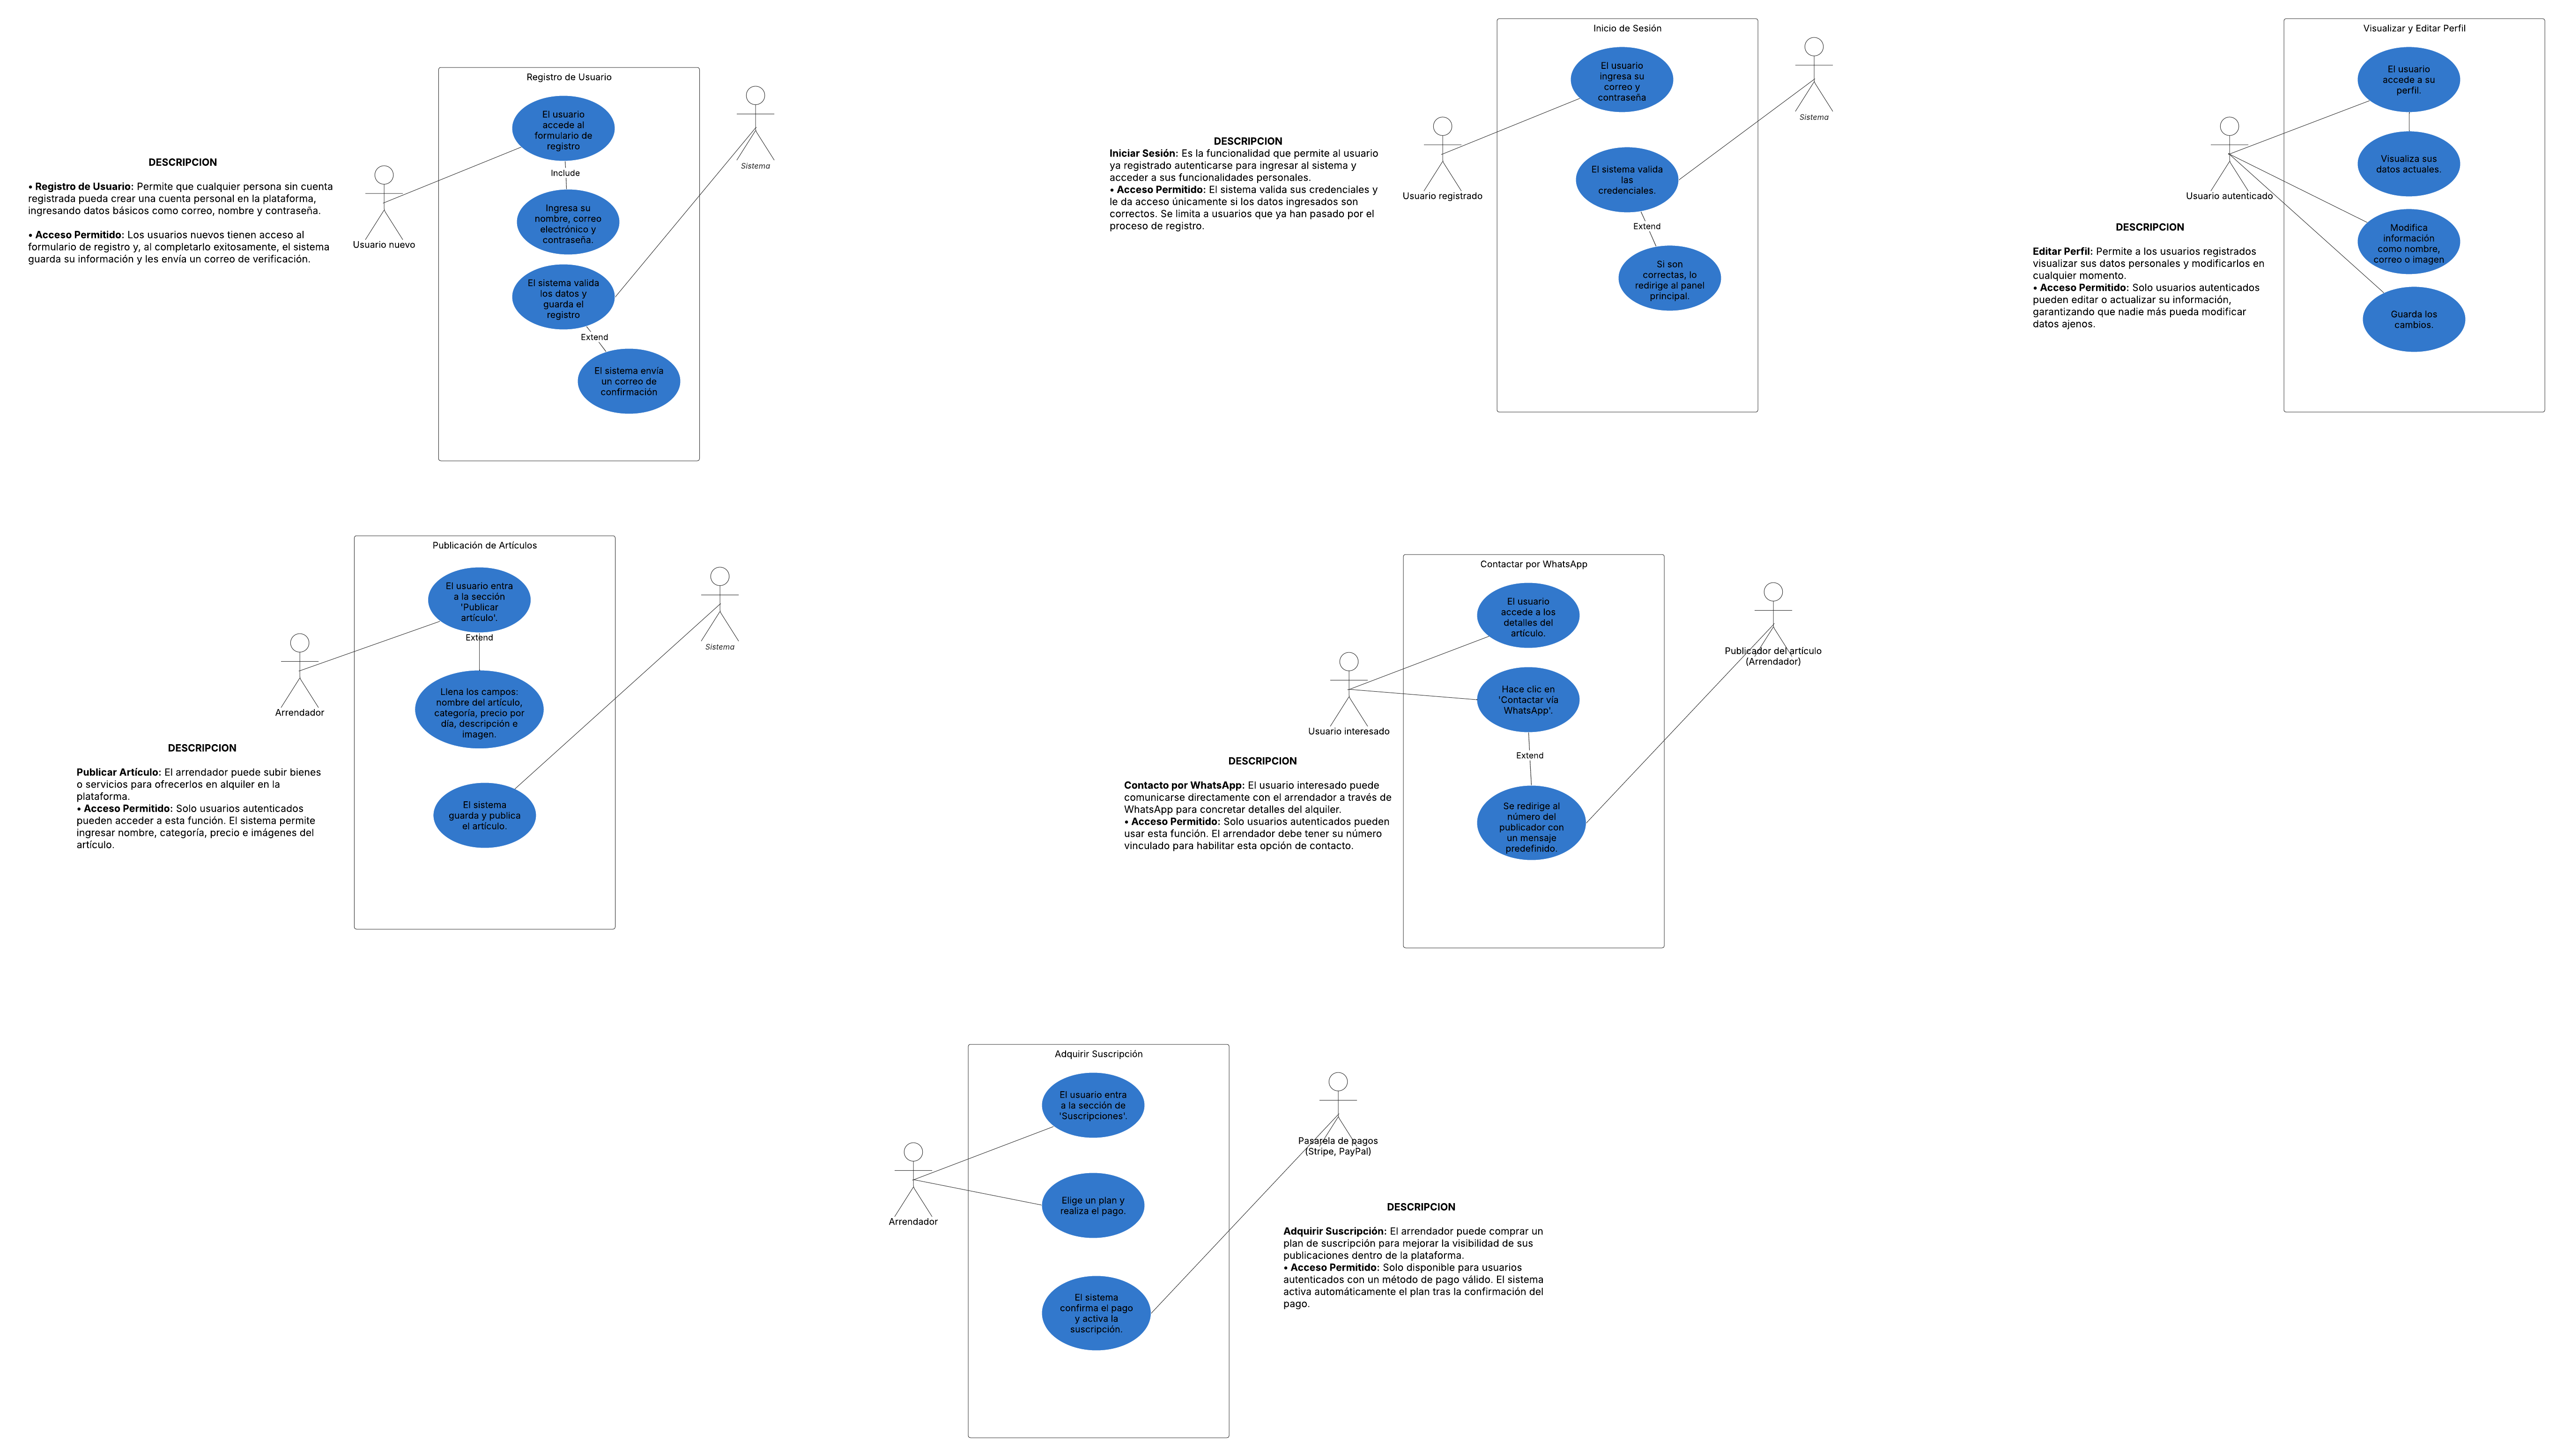 Registro de Usuario
El usuario
accede al
formulario de
registro
Include
Ingresa su
nombre, correo
electrónico y
contraseña.
El sistema valida
los datos y
guarda el
registro
Extend
El sistema envía
un correo de
confirmación
Usuario nuevo
Sistema
DESCRIPCION
• Registro de Usuario: Permite que cualquier persona sin cuenta
registrada pueda crear una cuenta personal en la plataforma,
ingresando datos básicos como correo, nombre y contraseña.
• Acceso Permitido: Los usuarios nuevos tienen acceso al
formulario de registro y, al completarlo exitosamente, el sistema
guarda su información y les envía un correo de verificación.
Inicio de Sesión
El usuario
ingresa su
correo y
contraseña
El sistema valida
las
credenciales.
Extend
Si son
correctas, lo
redirige al panel
principal.
Usuario registrado
Sistema
DESCRIPCION
Iniciar Sesión: Es la funcionalidad que permite al usuario
ya registrado autenticarse para ingresar al sistema y
acceder a sus funcionalidades personales.
• Acceso Permitido: El sistema valida sus credenciales y
le da acceso únicamente si los datos ingresados son
correctos. Se limita a usuarios que ya han pasado por el
proceso de registro.
Visualizar y Editar Perfil
El usuario
accede a su
perfil.
Visualiza sus
datos actuales.
Modifica
información
como nombre,
correo o imagen
Guarda los
cambios.
Usuario autenticado
DESCRIPCION
Editar Perfil: Permite a los usuarios registrados
visualizar sus datos personales y modificarlos en
cualquier momento.
• Acceso Permitido: Solo usuarios autenticados
pueden editar o actualizar su información,
garantizando que nadie más pueda modificar
datos ajenos.
Publicación de Artículos
El usuario entra
a la sección
'Publicar
artículo'.
Extend
Llena los campos:
nombre del artículo,
categoría, precio por
día, descripción e
imagen.
El sistema
guarda y publica
el artículo.
Arrendador
Sistema
DESCRIPCION
Publicar Artículo: El arrendador puede subir bienes
o servicios para ofrecerlos en alquiler en la
plataforma.
• Acceso Permitido: Solo usuarios autenticados
pueden acceder a esta función. El sistema permite
ingresar nombre, categoría, precio e imágenes del
artículo.
Contactar por WhatsApp
El usuario
accede a los
detalles del
artículo.
Hace clic en
'Contactar vía
WhatsApp'.
Extend
Se redirige al
número del
publicador con
un mensaje
predefinido.
Usuario interesado
Publicador del artículo
(Arrendador)
DESCRIPCION
Contacto por WhatsApp: El usuario interesado puede
comunicarse directamente con el arrendador a través de
WhatsApp para concretar detalles del alquiler.
• Acceso Permitido: Solo usuarios autenticados pueden
usar esta función. El arrendador debe tener su número
vinculado para habilitar esta opción de contacto.
Adquirir Suscripción
El usuario entra
a la sección de
'Suscripciones'.
Elige un plan y
realiza el pago.
El sistema
confirma el pago
y activa la
suscripción.
Arrendador
Pasarela de pagos
(Stripe, PayPal)
DESCRIPCION
Adquirir Suscripción: El arrendador puede comprar un
plan de suscripción para mejorar la visibilidad de sus
publicaciones dentro de la plataforma.
• Acceso Permitido: Solo disponible para usuarios
autenticados con un método de pago válido. El sistema
activa automáticamente el plan tras la confirmación del
pago.